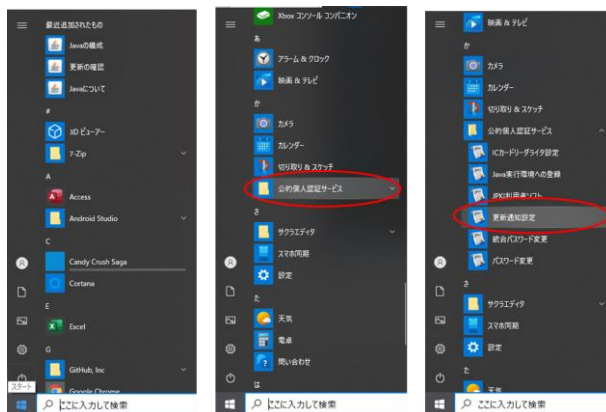 最近追加されたもの
Javaの構成
更新の確認
Javaについて
#
3D ビューアー
7-Zip
A
Access
Android Studio
C
Candy Crush Saga
Cortana
E
Excel
G
GitHub, Inc
Google Chrome
スタート
ここに入力して検索
Xbox コンソール コンパニオン
あ
アラーム & クロック
映画 & テレビ
か
カメラ
カレンダー
切り取り & スケッチ
公的個人認証サービス
さ
サクラエディタ
スマホ同期
設定
た
天気
電卓
問い合わせ
は
ここに入力して検索
映画 & テレビ
か
カメラ
カレンダー
切り取り & スケッチ
公的個人認証サービス
ICカードリーダライタ設定
Java実行環境への登録
JPKI利用者ソフト
更新通知設定
統合パスワード変更
パスワード変更
さ
サクラエディタ
スマホ同期
設定
た
天気
ここに入力して検索